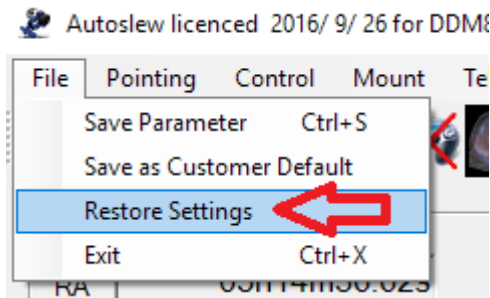 Autoslew licenced 2016/ 9/ 26 for DDM8
File Pointing Control Mount Te
Save Parameter Ctrl+S
Save as Customer Default
Restore Settings
Exit Ctrl+X
RA